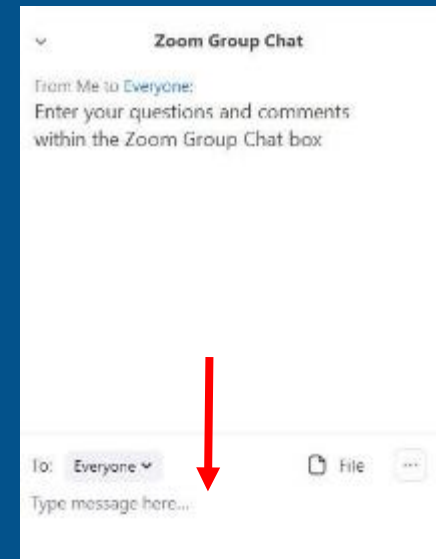 Zoom Group Chat
From Me to Everyone:
Enter your questions and comments
within the Zoom Group Chat box
To: Everyone File ...
Type message here...